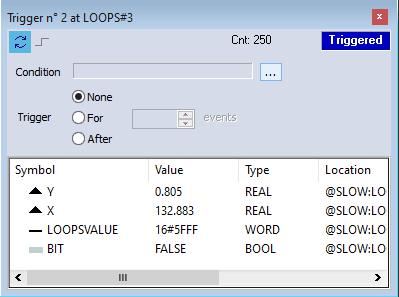 Trigger n° 2 at LOOPS#3 x
Cnt: 250 Triggered
Condition ...
None
Trigger For events
After
Symbol Value Type Location
Y 0.805 REAL @SLOW:LO
X 132.883 REAL @SLOW:LO
LOOPSVALUE 16#5FFF WORD @SLOW:LO
BIT FALSE BOOL @SLOW:LO